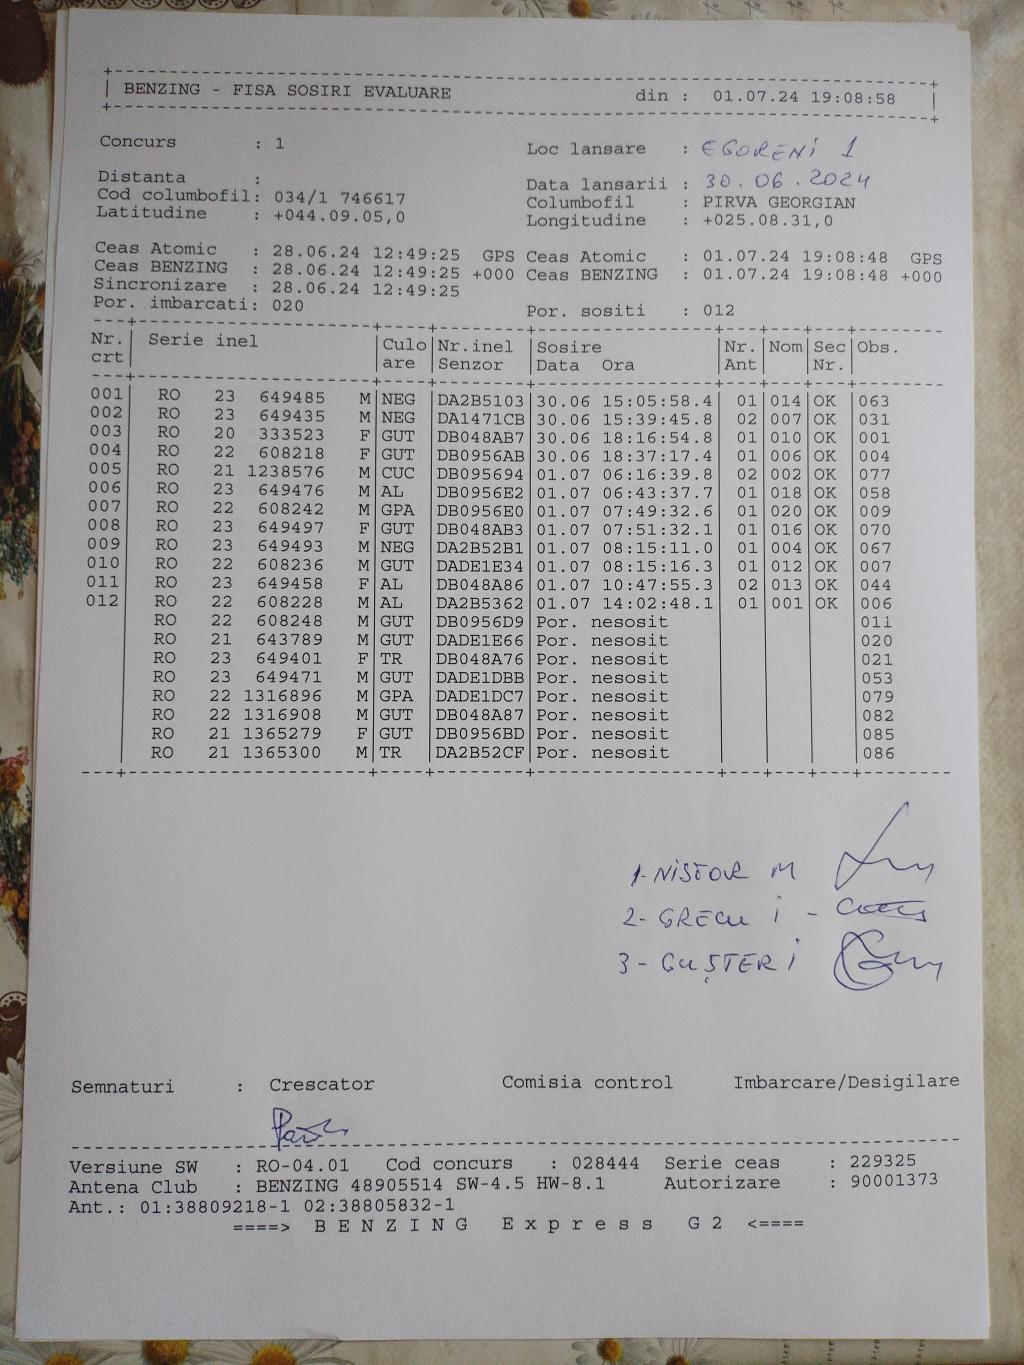 BENZING - FISA SOSIRI EVALUARE din : 01.07.24 19:08:58
Concurs : 1 Loc lansare : EGORENI 1
Distanta : Data lansarii : 30.06.2024
Cod columbofil: 034/1 746617 Columbofil : PIRVA GEORGIAN
Latitudine : +044.09.05,0 Longitudine : +025.08.31,0
Ceas Atomic : 28.06.24 12:49:25 GPS Ceas Atomic : 01.07.24 19:08:48 GPS
Ceas BENZING : 28.06.24 12:49:25 +000 Ceas BENZING : 01.07.24 19:08:48 +000
Sincronizare : 28.06.24 12:49:25
Por. imbarcati: 020 Por. sositi : 012
Nr. Serie inel Culo Nr.inel Sosire Nr. Nom Sec Obs.
crt are Senzor Data Ora Ant Nr.
001 RO 23 649485 M NEG DA2B5103 30.06 15:05:58.4 01 014 OK 063
002 RO 23 649435 M NEG DA1471CB 30.06 15:39:45.8 02 007 OK 031
003 RO 20 333523 F GUT DB048AB7 30.06 18:16:54.8 01 010 OK 001
004 RO 22 608218 F GUT DB0956AB 30.06 18:37:17.4 01 006 OK 004
005 RO 21 1238576 M CUC DB095694 01.07 06:16:39.8 02 002 OK 077
006 RO 23 649476 M AL DB0956E2 01.07 06:43:37.7 01 018 OK 058
007 RO 22 608242 M GPA DB0956E0 01.07 07:49:32.6 01 020 OK 009
008 RO 23 649497 F GUT DB048AB3 01.07 07:51:32.1 01 016 OK 070
009 RO 23 649493 M NEG DA2B52B1 01.07 08:15:11.0 01 004 OK 067
010 RO 22 608236 M GUT DADE1E34 01.07 08:15:16.3 01 012 OK 007
011 RO 23 649458 F AL DB048A86 01.07 10:47:55.3 02 013 OK 044
012 RO 22 608228 M AL DA2B5362 01.07 14:02:48.1 01 001 OK 006
RO 22 608248 M GUT DB0956D9 Por. nesosit 011
RO 21 643789 M GUT DADE1E66 Por. nesosit 020
RO 23 649401 F TR DB048A76 Por. nesosit 021
RO 23 649471 M GUT DADE1DBB Por. nesosit 053
RO 22 1316896 M GPA DADE1DC7 Por. nesosit 079
RO 22 1316908 M GUT DB048A87 Por. nesosit 082
RO 21 1365279 F GUT DB0956BD Por. nesosit 085
RO 21 1365300 M TR DA2B52CF Por. nesosit 086
1- NISTOR M
2- GRECU I -
3- GUȘTER I
Semnaturi : Crescator Comisia control Imbarcare/Desigilare
Versiune SW : RO-04.01 Cod concurs : 028444 Serie ceas : 229325
Antena Club : BENZING 48905514 SW-4.5 HW-8.1 Autorizare : 90001373
Ant.: 01:38809218-1 02:38805832-1
====> B E N Z I N G E x p r e s s G 2 <====